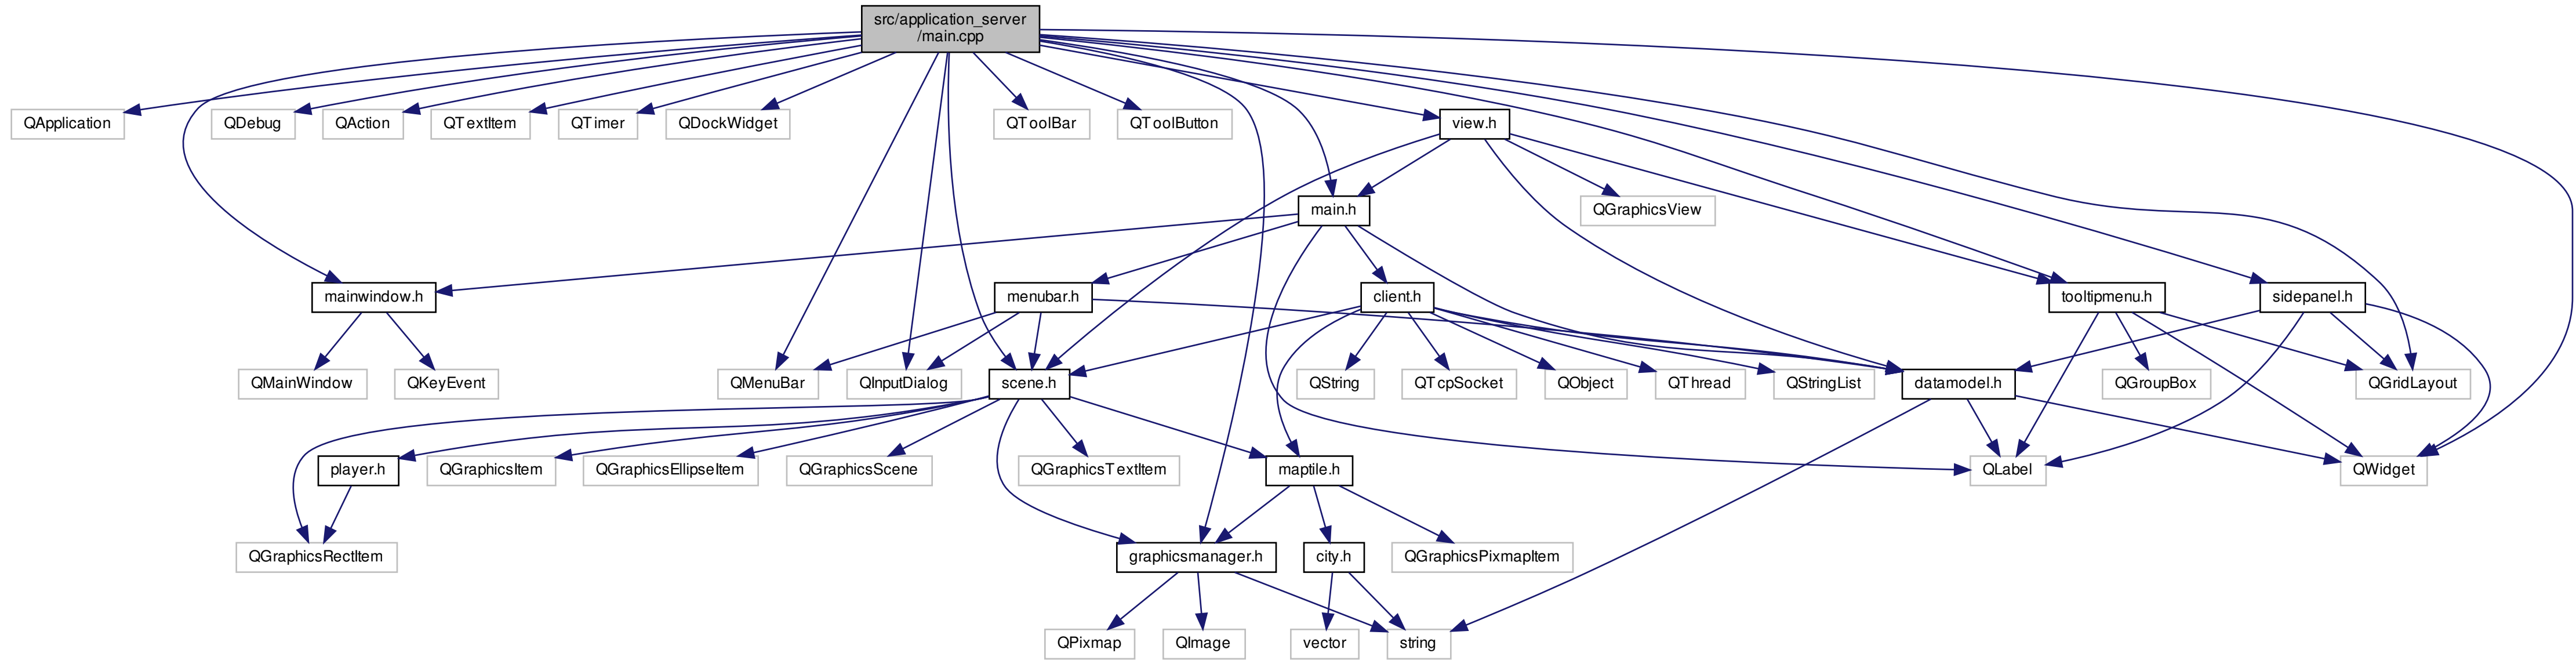 src/application_server
/main.cpp
QApplication
QDebug
QAction
QTextItem
QTimer
QDockWidget
QToolBar
QToolButton
view.h
main.h
QGraphicsView
mainwindow.h
menubar.h
client.h
tooltipmenu.h
sidepanel.h
QMainWindow
QKeyEvent
QMenuBar
QInputDialog
scene.h
QString
QTcpSocket
QObject
QThread
QStringList
datamodel.h
QGroupBox
QGridLayout
player.h
QGraphicsItem
QGraphicsEllipseItem
QGraphicsScene
QGraphicsTextItem
maptile.h
QLabel
QWidget
QGraphicsRectItem
graphicsmanager.h
city.h
QGraphicsPixmapItem
QPixmap
QImage
vector
string